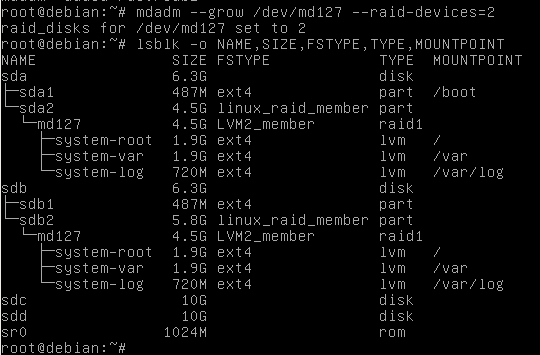 root@debian:~# mdadm --grow /dev/md127 --raid-devices=2
raid_disks for /dev/md127 set to 2
root@debian:~# lsblk -o NAME,SIZE,FSTYPE,TYPE,MOUNTPOINT
NAME                SIZE FSTYPE            TYPE  MOUNTPOINT
sda                 6.3G                   disk
├─sda1              487M ext4              part  /boot
└─sda2              4.5G linux_raid_member part
  └─md127           4.5G LVM2_member       raid1
    ├─system-root   1.9G ext4              lvm   /
    ├─system-var    1.9G ext4              lvm   /var
    └─system-log    720M ext4              lvm   /var/log
sdb                 6.3G                   disk
├─sdb1              487M ext4              part
└─sdb2              5.8G linux_raid_member part
  └─md127           4.5G LVM2_member       raid1
    ├─system-root   1.9G ext4              lvm   /
    ├─system-var    1.9G ext4              lvm   /var
    └─system-log    720M ext4              lvm   /var/log
sdc                  10G                   disk
sdd                  10G                   disk
sr0                1024M                   rom
root@debian:~#